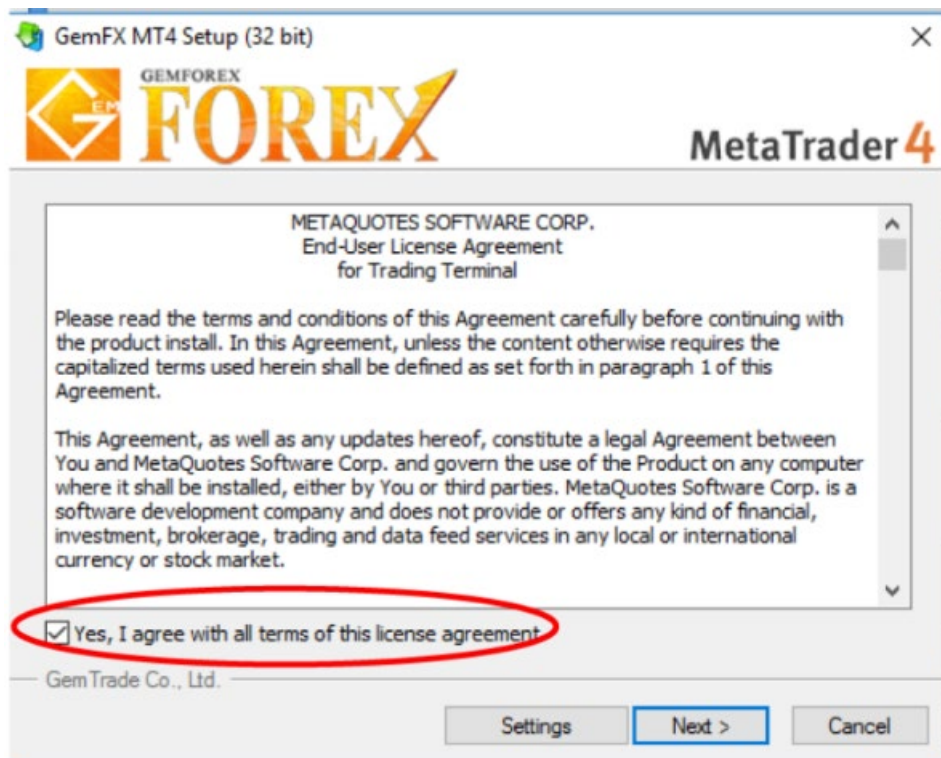 GemFX MT4 Setup (32 bit)
GEMFOREX
GEM
FOREX
MetaTrader 4
METAQUOTES SOFTWARE CORP.
End-User License Agreement
for Trading Terminal
Please read the terms and conditions of this Agreement carefully before continuing with
the product install. In this Agreement, unless the content otherwise requires the
capitalized terms used herein shall be defined as set forth in paragraph 1 of this
Agreement.
This Agreement, as well as any updates hereof, constitute a legal Agreement between
You and MetaQuotes Software Corp. and govern the use of the Product on any computer
where it shall be installed, either by You or third parties. MetaQuotes Software Corp. is a
software development company and does not provide or offers any kind of financial,
investment, brokerage, trading and data feed services in any local or international
currency or stock market.
Yes, I agree with all terms of this license agreement
GemTrade Co., Ltd.
Settings
Next >
Cancel